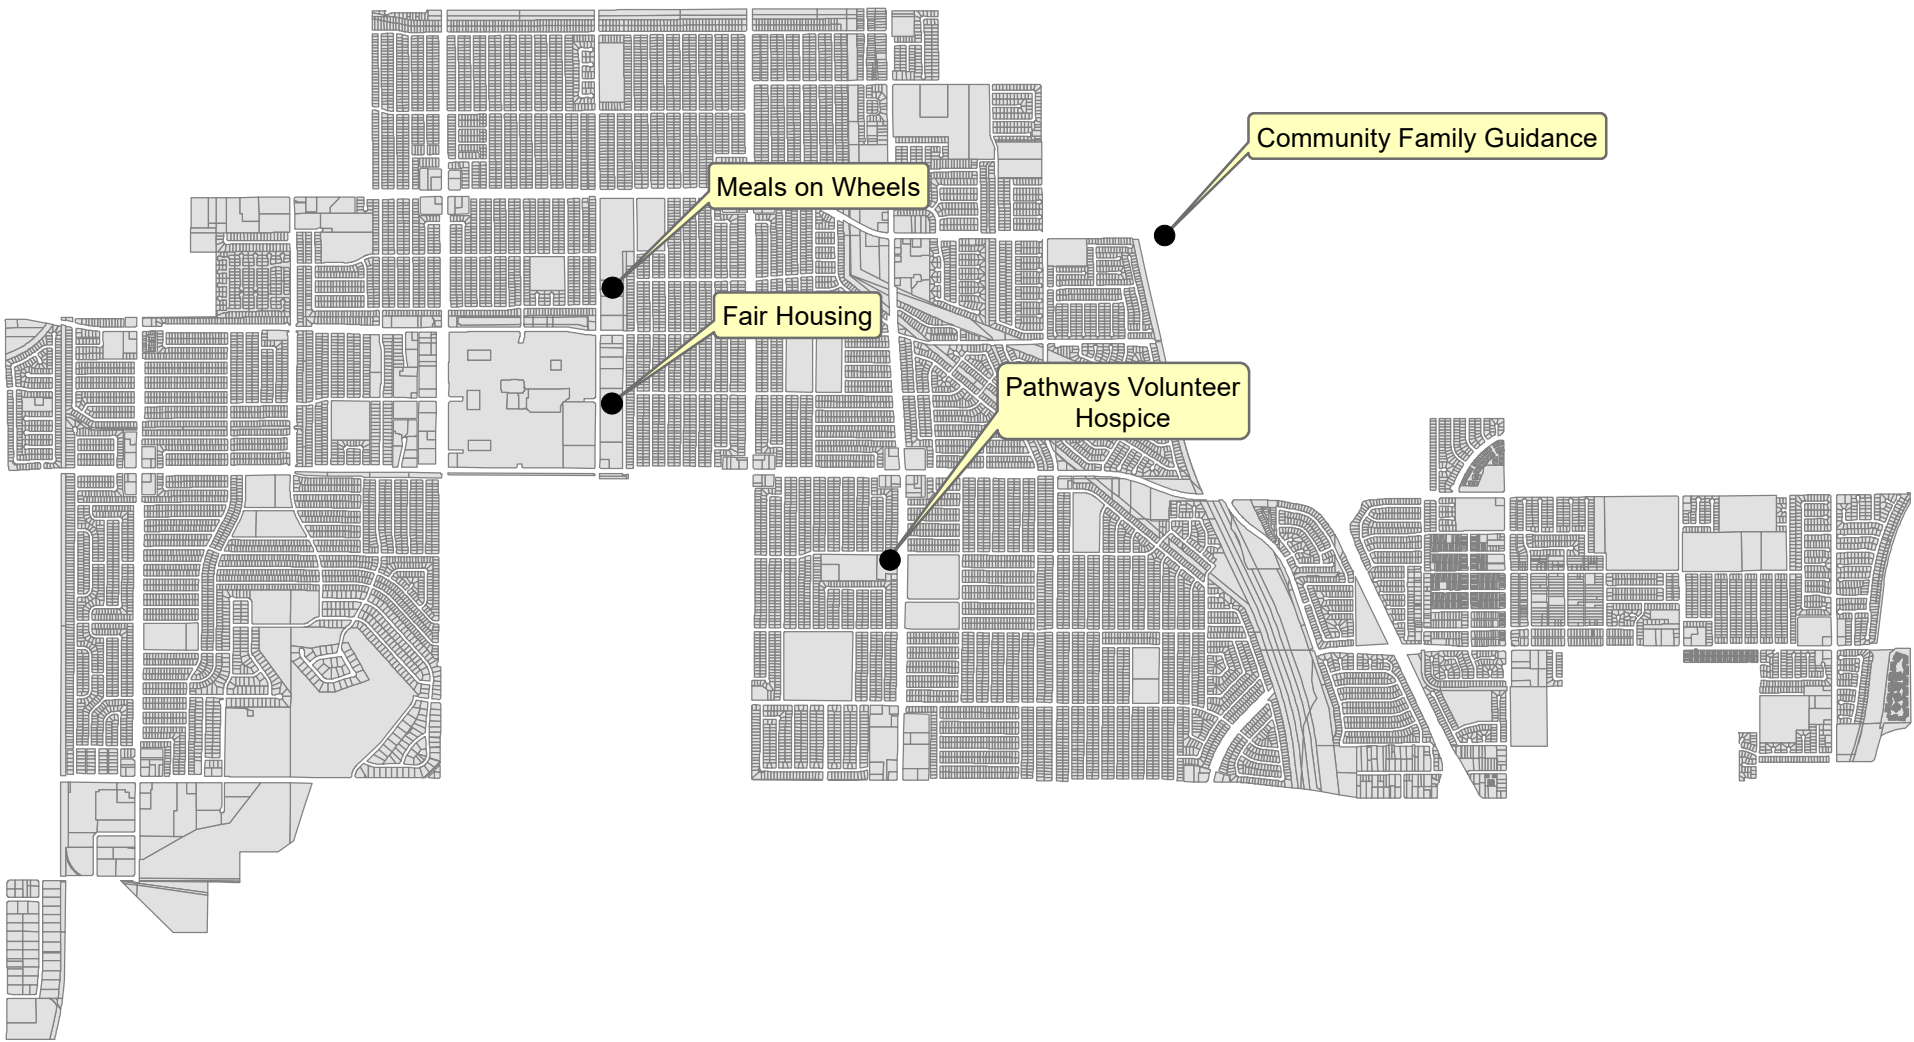 Community Family Guidance
Meals on Wheels
Fair Housing
Pathways Volunteer
Hospice